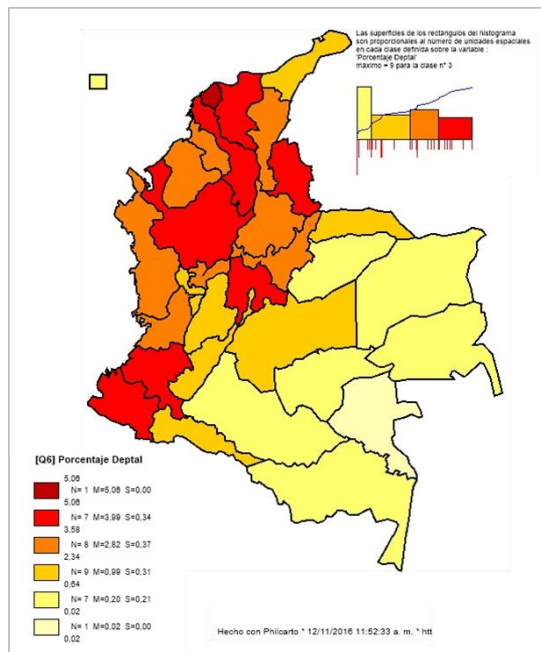 Las superficies de los rectángulos del histograma
son proporcionales al número de unidades espaciales
en cada clase definida sobre la variable :
'Porcentaje Deptal'
máximo = 9 para la clase n° 3
[Q6] Porcentaje Deptal
5,06
N= 1 M=5,06 S=0,00
5,06
N= 7 M=3,99 S=0,34
3,58
N= 8 M=2,82 S=0,37
2,34
N= 9 M=0,99 S=0,31
0,64
N= 7 M=0,20 S=0,21
0,02
N= 1 M=0,02 S=0,00
0,02
Hecho con Philcarto * 12/11/2016 11:52:33 a. m. * htt